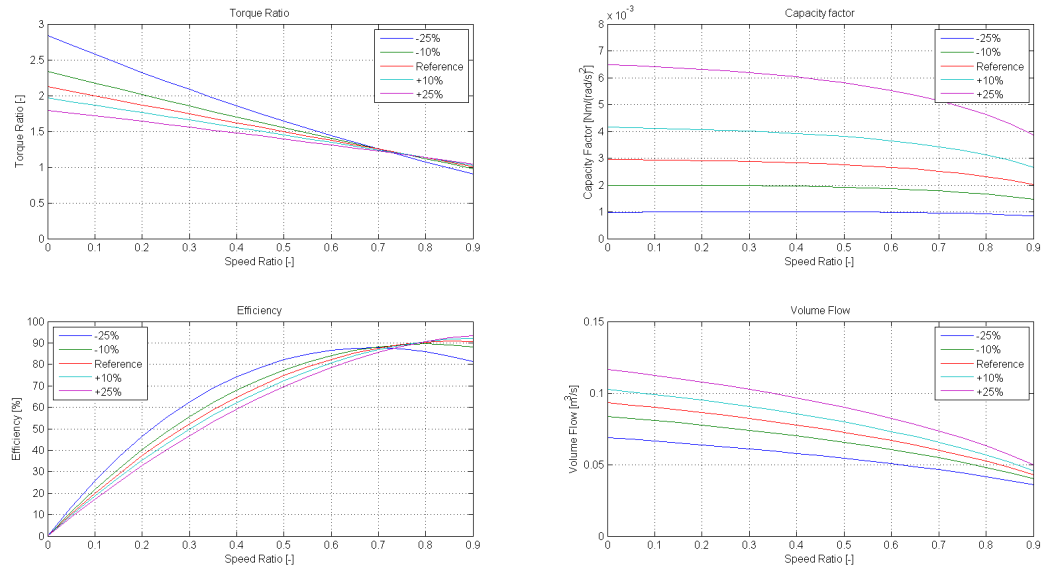 Torque Ratio
3
2.5
2
1.5
1
0.5
0
Torque Ratio [-]
-25%
-10%
Reference
+10%
+25%
0 0.1 0.2 0.3 0.4 0.5 0.6 0.7 0.8 0.9
Speed Ratio [-]
Capacity factor
x 10^-3
8
7
6
5
4
3
2
1
0
Capacity Factor [Nm/(rad/s)^2]
-25%
-10%
Reference
+10%
+25%
0 0.1 0.2 0.3 0.4 0.5 0.6 0.7 0.8 0.9
Speed Ratio [-]
Efficiency
100
90
80
70
60
50
40
30
20
10
0
Efficiency [%]
-25%
-10%
Reference
+10%
+25%
0 0.1 0.2 0.3 0.4 0.5 0.6 0.7 0.8 0.9
Speed Ratio [-]
Volume Flow
0.15
0.1
0.05
0
Volume Flow [m^3/s]
-25%
-10%
Reference
+10%
+25%
0 0.1 0.2 0.3 0.4 0.5 0.6 0.7 0.8 0.9
Speed Ratio [-]